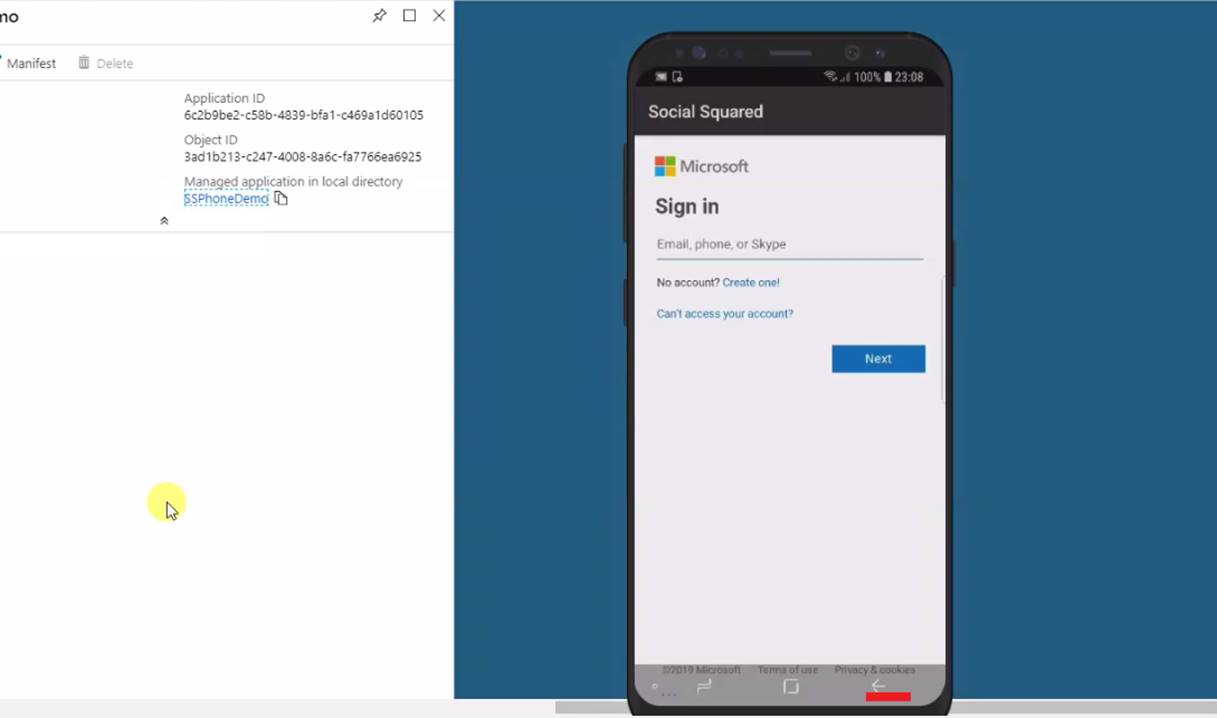 mo
Manifest
Delete
Application ID
6c2b9be2-c58b-4839-bfa1-c469a1d60105
Object ID
3ad1b213-c247-4008-8a6c-fa7766ea6925
Managed application in local directory
SSPhoneDemo
100% 23:08
Social Squared
Microsoft
Sign in
Email, phone, or Skype
No account? Create one!
Can't access your account?
Next
©2019 Microsoft Terms of use Privacy & cookies